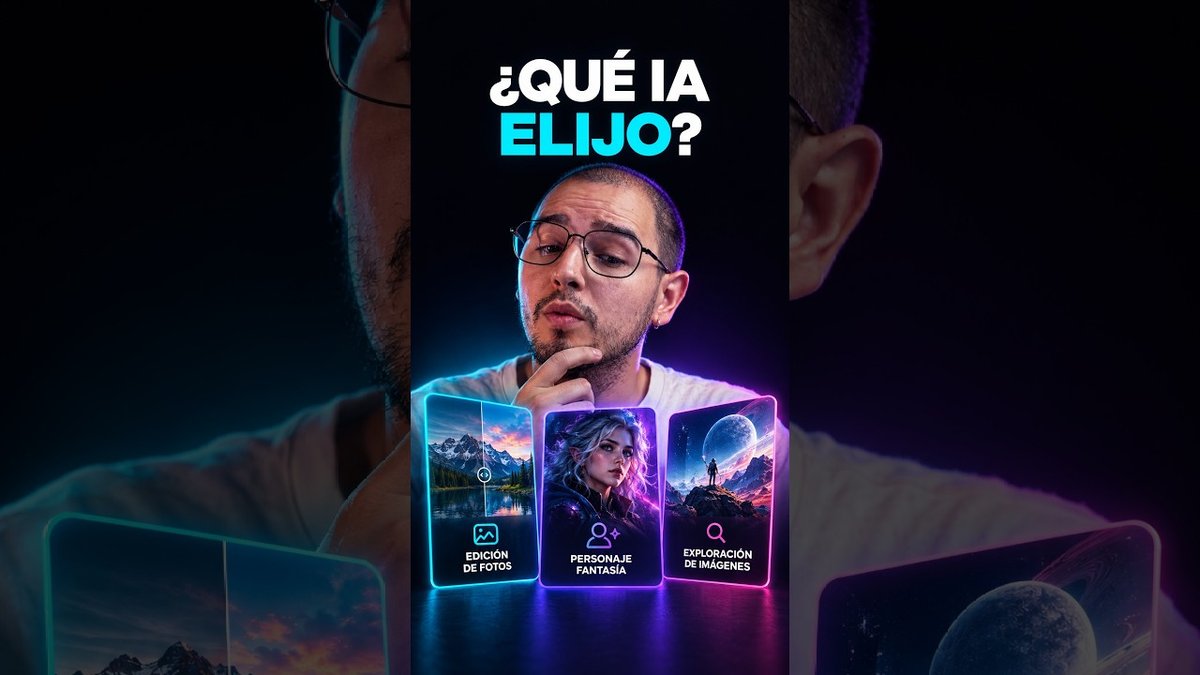 ¿QUÉ IA
ELIJO?
EDICIÓN
DE FOTOS
PERSONAJE
FANTASÍA
EXPLORACIÓN
DE IMÁGENES